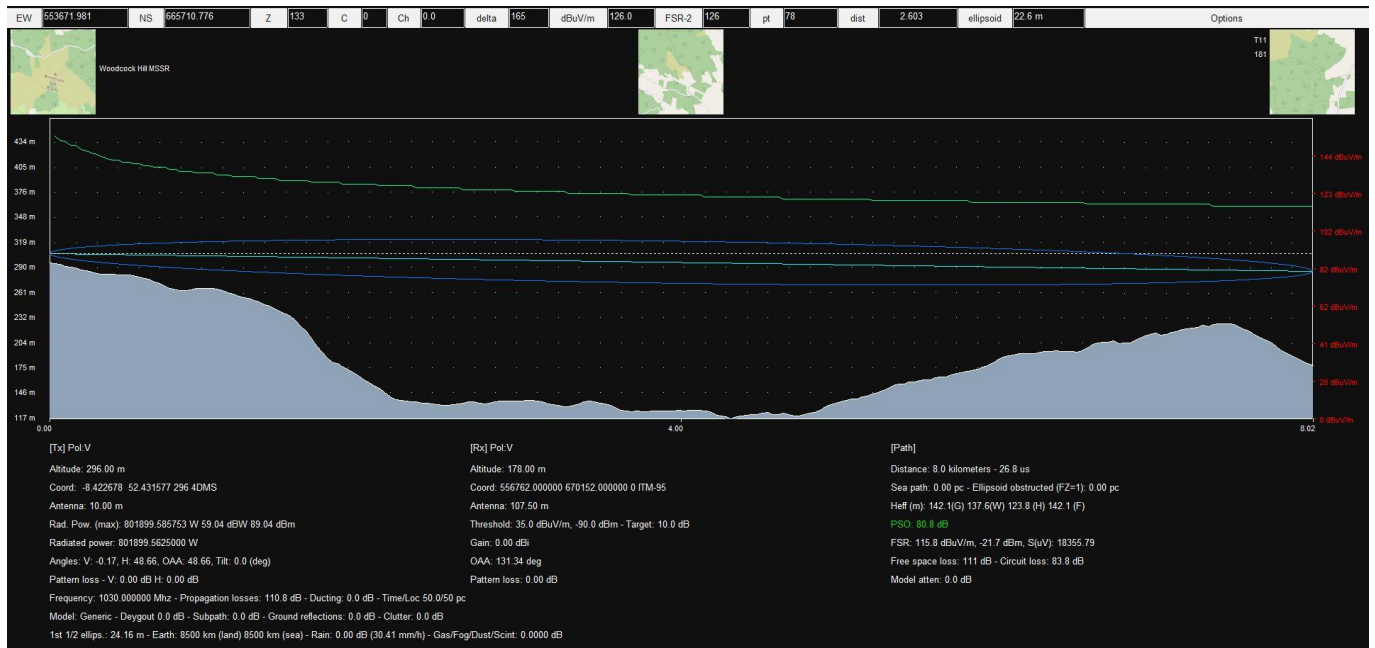 EW 553671.981 NS 665710.776 Z 133 C 0 Ch 0.0 delta 165 dBuV/m 126.0 FSR-2 126 pt 78 dist 2.603 ellipsoid 22.6 m Options
Woodcock Hill MSSR
T11
181
434 m
405 m
376 m
348 m
319 m
290 m
261 m
232 m
204 m
175 m
146 m
117 m
144 dBuV/m
123 dBuV/m
102 dBuV/m
82 dBuV/m
62 dBuV/m
41 dBuV/m
20 dBuV/m
0 dBuV/m
0.00 4.00 8.02
[Tx] Pol:V
Altitude: 296.00 m
Coord: -8.422678 52.431577 296 4DMS
Antenna: 10.00 m
Rad. Pow. (max): 801899.585753 W 59.04 dBW 89.04 dBm
Radiated power: 801899.5625000 W
Angles: V: -0.17, H: 48.66, OAA: 48.66, Tilt: 0.0 (deg)
Pattern loss - V: 0.00 dB H: 0.00 dB
Frequency: 1030.000000 Mhz - Propagation losses: 110.8 dB - Ducting: 0.0 dB - Time/Loc 50.0/50 pc
Model: Generic - Deygout 0.0 dB - Subpath: 0.0 dB - Ground reflections: 0.0 dB - Clutter: 0.0 dB
1st 1/2 ellips.: 24.16 m - Earth: 8500 km (land) 8500 km (sea) - Rain: 0.00 dB (30.41 mm/h) - Gas/Fog/Dust/Scint: 0.0000 dB
[Rx] Pol:V
Altitude: 178.00 m
Coord: 556762.000000 670152.000000 0 ITM-95
Antenna: 107.50 m
Threshold: 35.0 dBuV/m, -90.0 dBm - Target: 10.0 dB
Gain: 0.00 dBi
OAA: 131.34 deg
Pattern loss: 0.00 dB
[Path]
Distance: 8.0 kilometers - 26.8 us
Sea path: 0.00 pc - Ellipsoid obstructed (FZ=1): 0.00 pc
Heff (m): 142.1(G) 137.6(W) 123.8 (H) 142.1 (F)
PSO: 80.8 dB
FSR: 115.8 dBuV/m, -21.7 dBm, S(uV): 18355.79
Free space loss: 111 dB - Circuit loss: 83.8 dB
Model atten: 0.0 dB